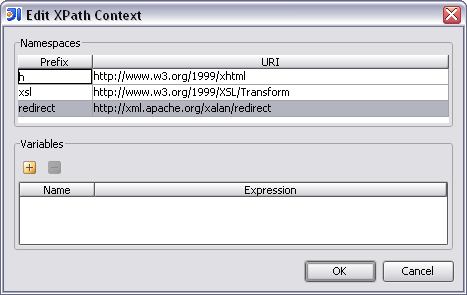 Edit XPath Context
Namespaces
Prefix URI
h http://www.w3.org/1999/xhtml
xsl http://www.w3.org/1999/XSL/Transform
redirect http://xml.apache.org/xalan/redirect
Variables
Name Expression
OK Cancel